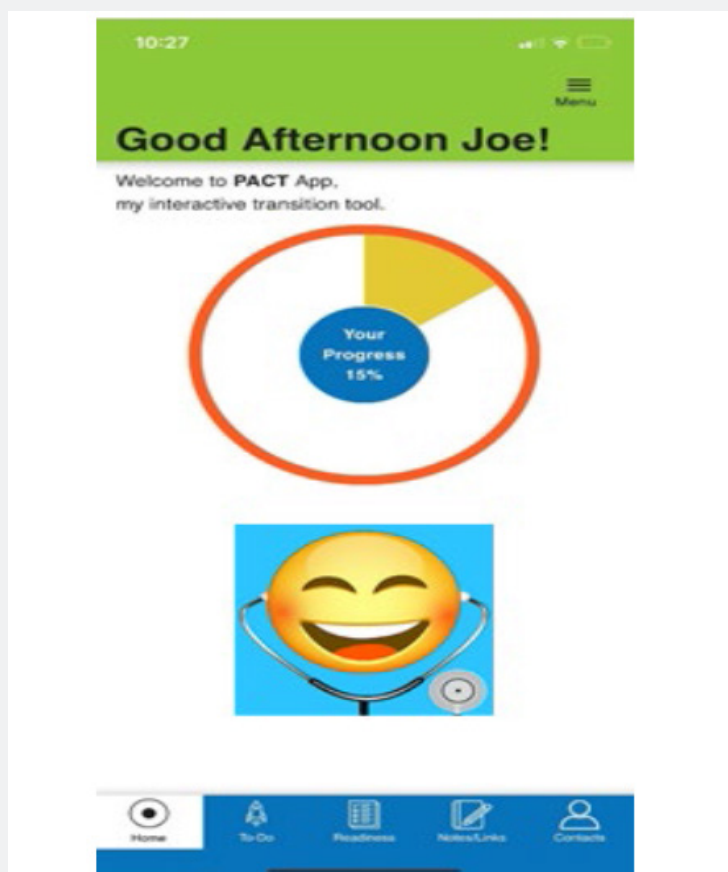 10:27
Menu
Good Afternoon Joe!
Welcome to PACT App,
my interactive transition tool.
Your
Progress
15%
Home
To-Do
Readiness
Notes/Links
Contacts